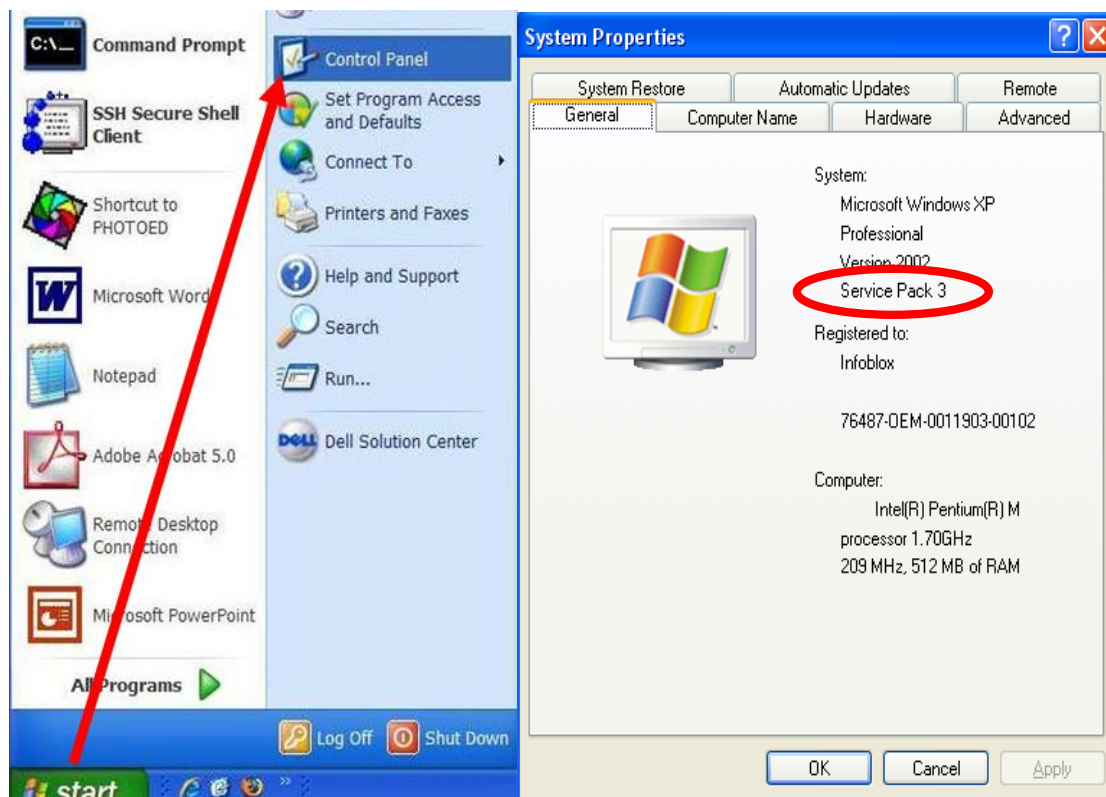 C:\_
Command Prompt
SSH Secure Shell
Client
Shortcut to
PHOTOED
Microsoft Word
Notepad
Adobe Acrobat 5.0
Remote Desktop
Connection
Microsoft PowerPoint
All Programs
Control Panel
Set Program Access
and Defaults
Connect To
Printers and Faxes
Help and Support
Search
Run...
DELL
Dell Solution Center
Log Off
Shut Down
start
»
System Properties
System Restore
Automatic Updates
Remote
General
Computer Name
Hardware
Advanced
System:
Microsoft Windows XP
Professional
Version 2002
Service Pack 3
Registered to:
Infoblox
76487-OEM-0011903-00102
Computer:
Intel(R) Pentium(R) M
processor 1.70GHz
209 MHz, 512 MB of RAM
OK
Cancel
Apply